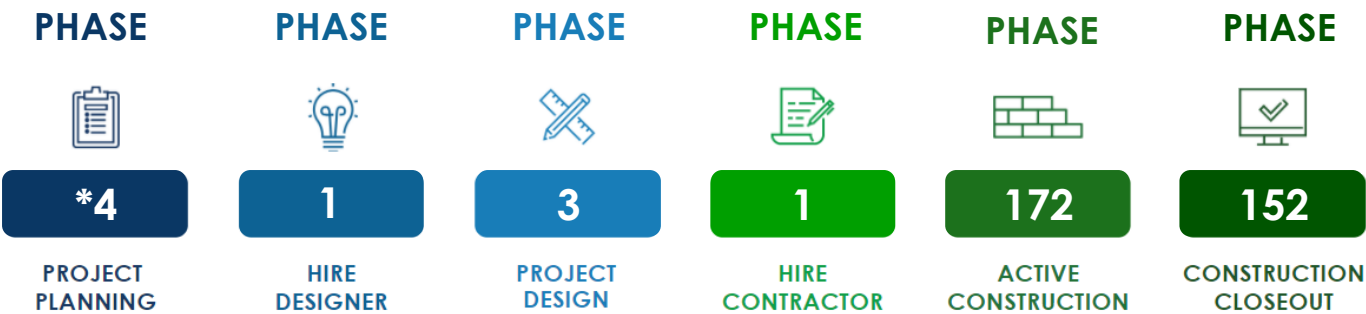 PHASE PHASE PHASE PHASE PHASE PHASE
*4 1 3 1 172 152
PROJECT HIRE PROJECT HIRE ACTIVE CONSTRUCTION
PLANNING DESIGNER DESIGN CONTRACTOR CONSTRUCTION CLOSEOUT